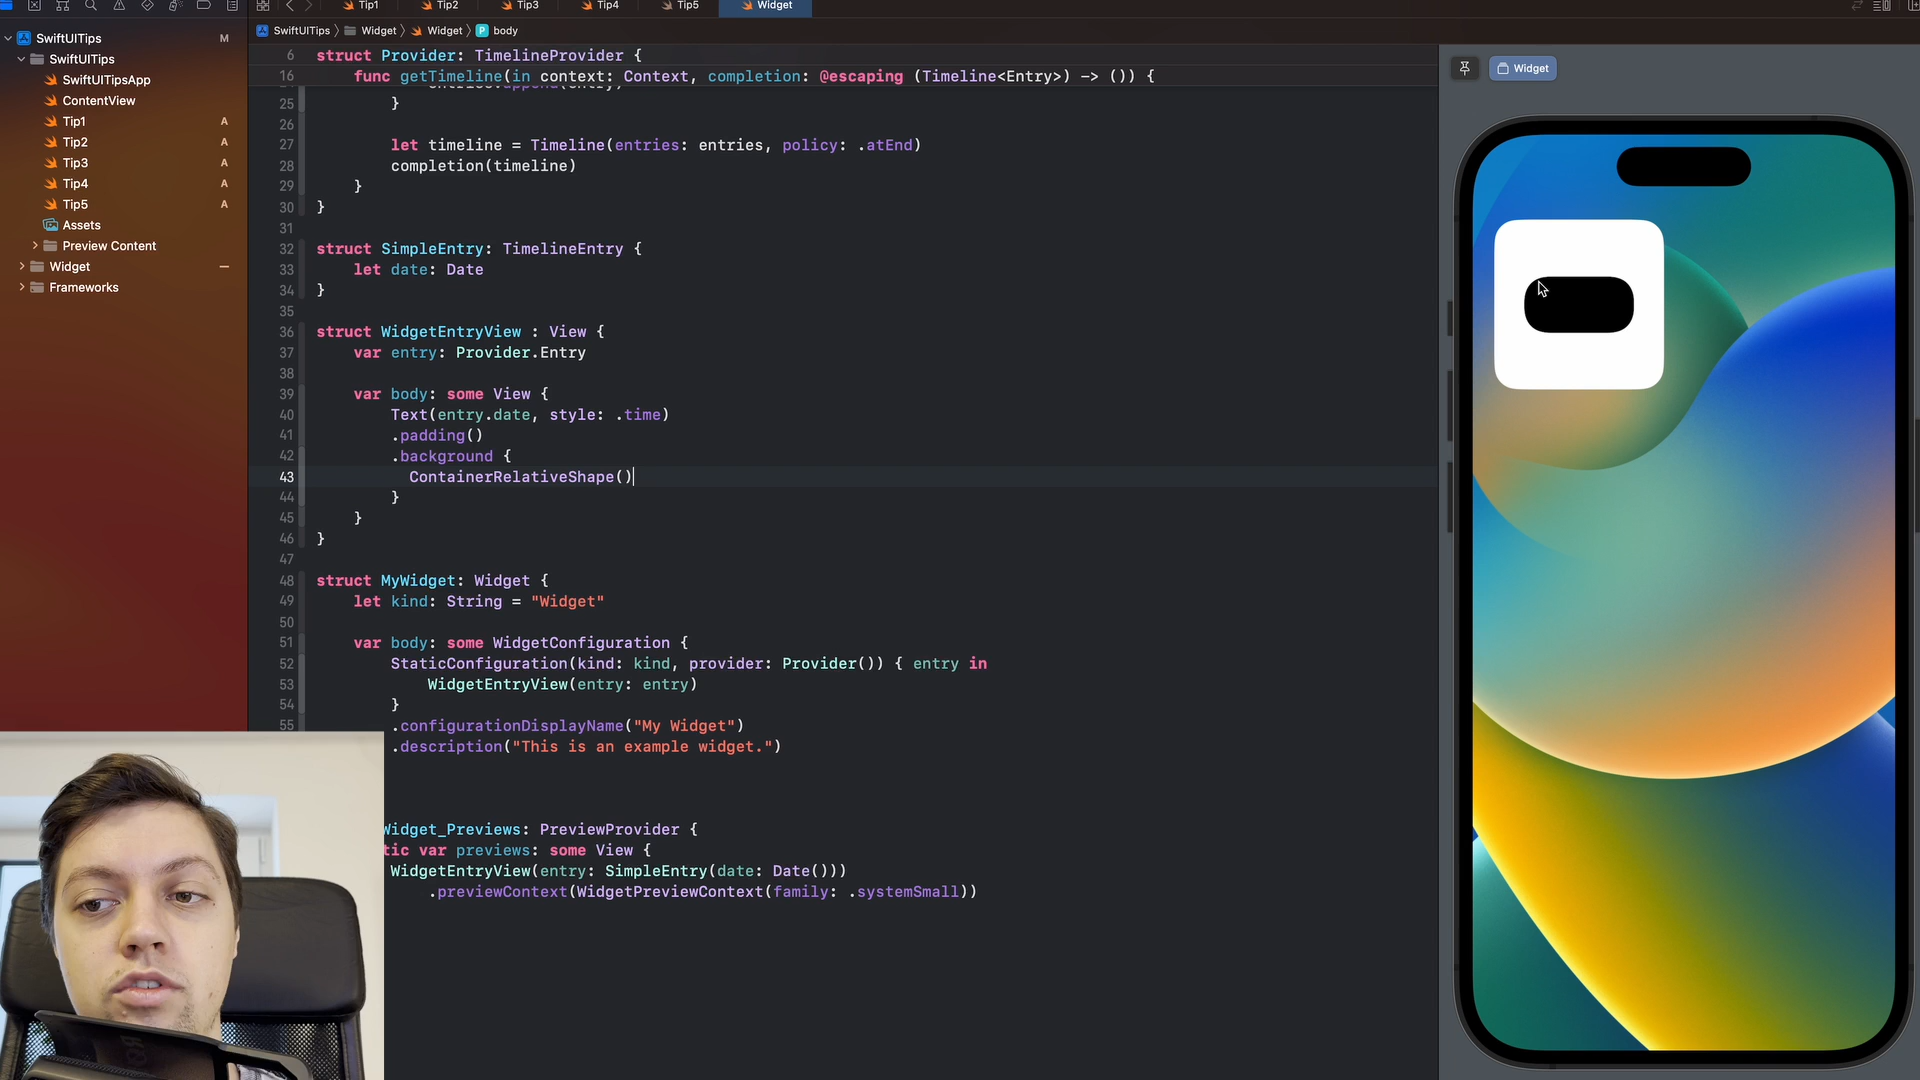 Tip1 Tip2 Tip3 Tip4 Tip5 Widget
SwiftUITips M
SwiftUITips
SwiftUITipsApp
ContentView
Tip1 A
Tip2 A
Tip3 A
Tip4 A
Tip5 A
Assets
Preview Content
Widget
Frameworks
SwiftUITips Widget Widget P body
6 struct Provider: TimelineProvider {
16 func getTimeline(in context: Context, completion: @escaping (Timeline<Entry>) -> ()) {
entries.append(entry)
25 }
26
27 let timeline = Timeline(entries: entries, policy: .atEnd)
28 completion(timeline)
29 }
30 }
31
32 struct SimpleEntry: TimelineEntry {
33 let date: Date
34 }
35
36 struct WidgetEntryView : View {
37 var entry: Provider.Entry
38
39 var body: some View {
40 Text(entry.date, style: .time)
41 .padding()
42 .background {
43 ContainerRelativeShape()
44 }
45 }
46 }
47
48 struct MyWidget: Widget {
49 let kind: String = "Widget"
50
51 var body: some WidgetConfiguration {
52 StaticConfiguration(kind: kind, provider: Provider()) { entry in
53 WidgetEntryView(entry: entry)
54 }
55 .configurationDisplayName("My Widget")
.description("This is an example widget.")
Widget_Previews: PreviewProvider {
tic var previews: some View {
WidgetEntryView(entry: SimpleEntry(date: Date()))
.previewContext(WidgetPreviewContext(family: .systemSmall))
Widget